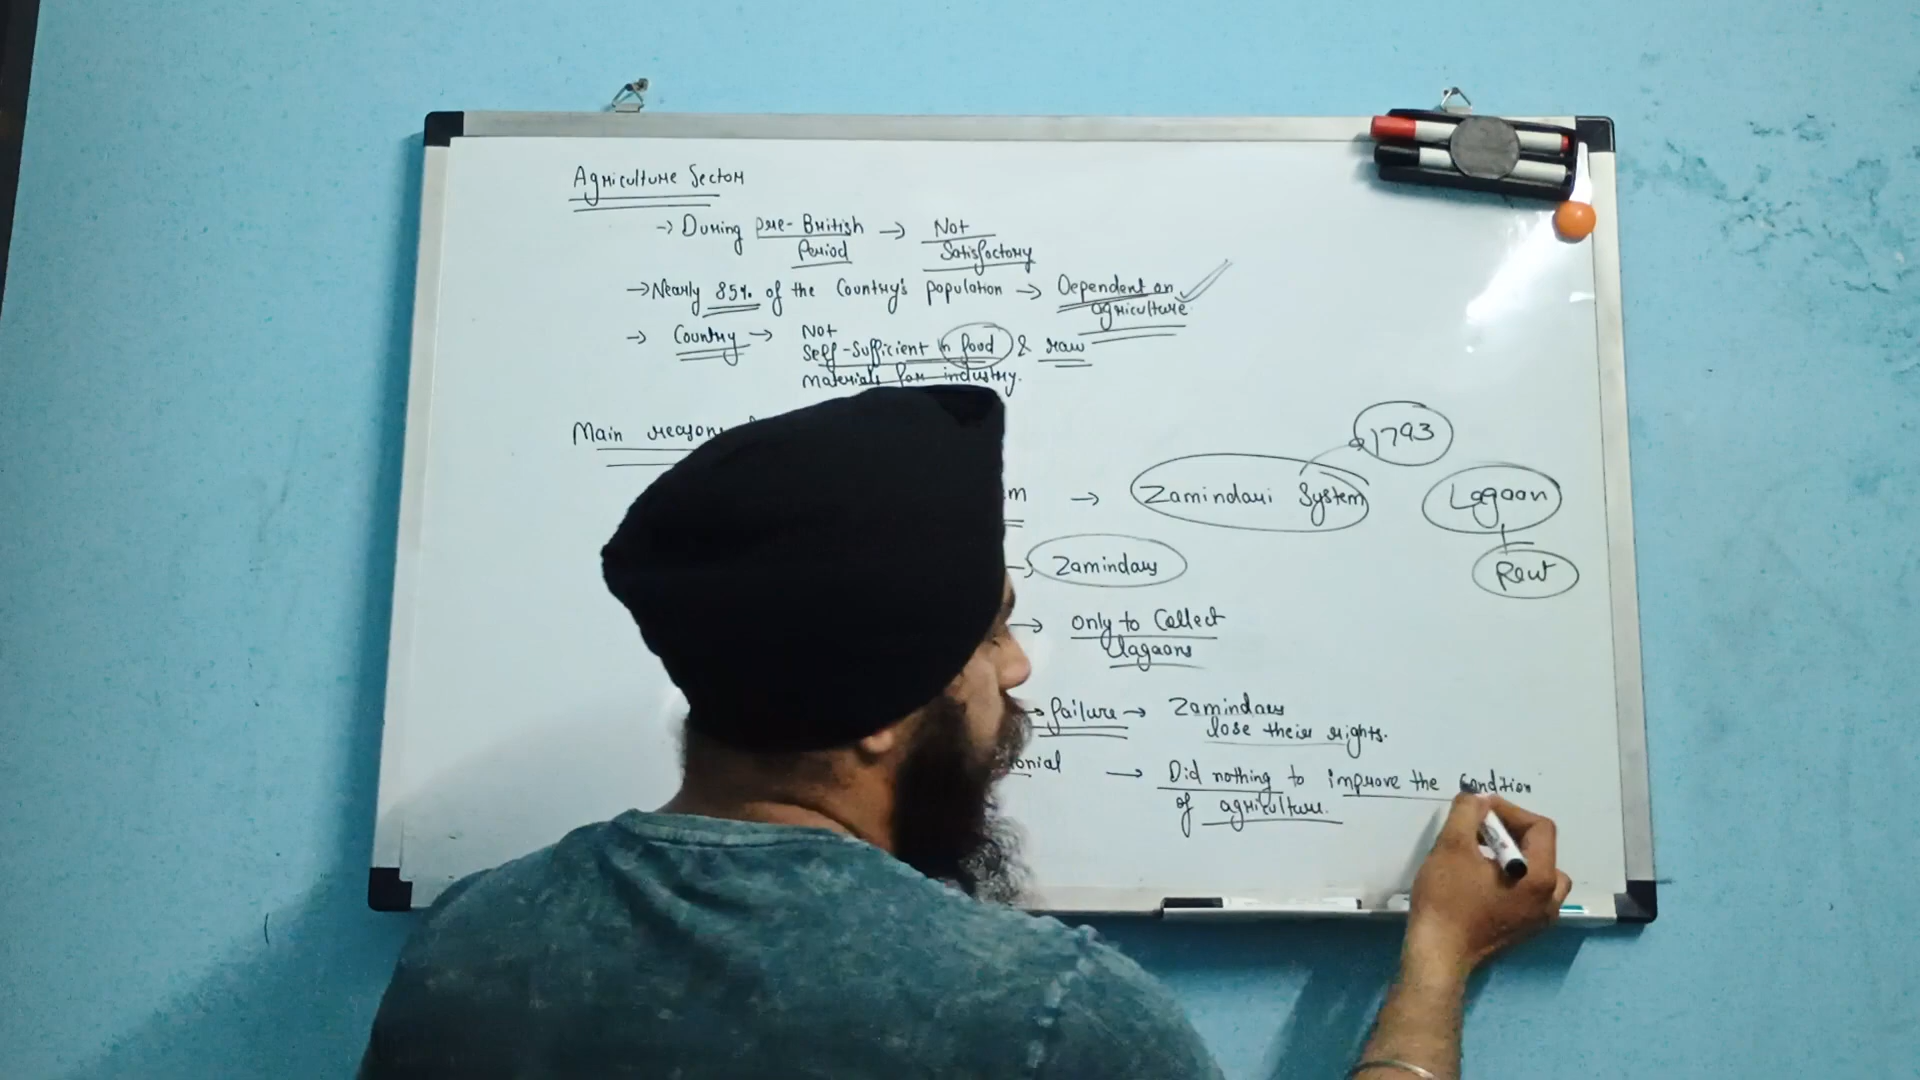 Agriculture Sector
→ During pre-British → Not
Period Satisfactory
→ Nearly 85% of the Country's population → Dependent on
agriculture
→ Country → Not
Self-Sufficient in food & raw
materials for industry.
Main reasons
1793
→ Zamindari System Lagaan
Zamindars Rent
→ only to Collect
lagaans
→ failure → Zamindars
lose their rights.
→ Did nothing to improve the Condition
of agriculture.